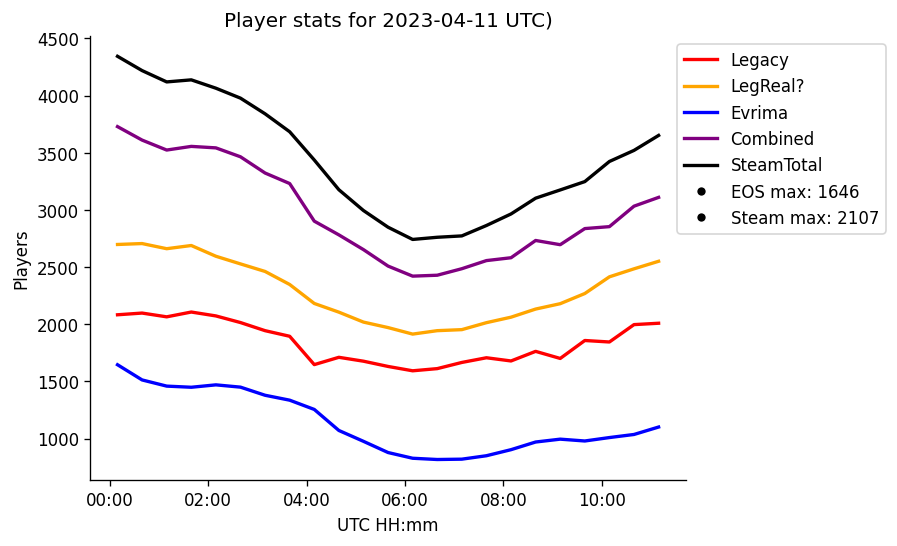 Player stats for 2023-04-11 UTC)
4500
4000
3500
3000
2500
2000
1500
1000
Players
00:00 02:00 04:00 06:00 08:00 10:00
UTC HH:mm
Legacy
LegReal?
Evrima
Combined
SteamTotal
EOS max: 1646
Steam max: 2107